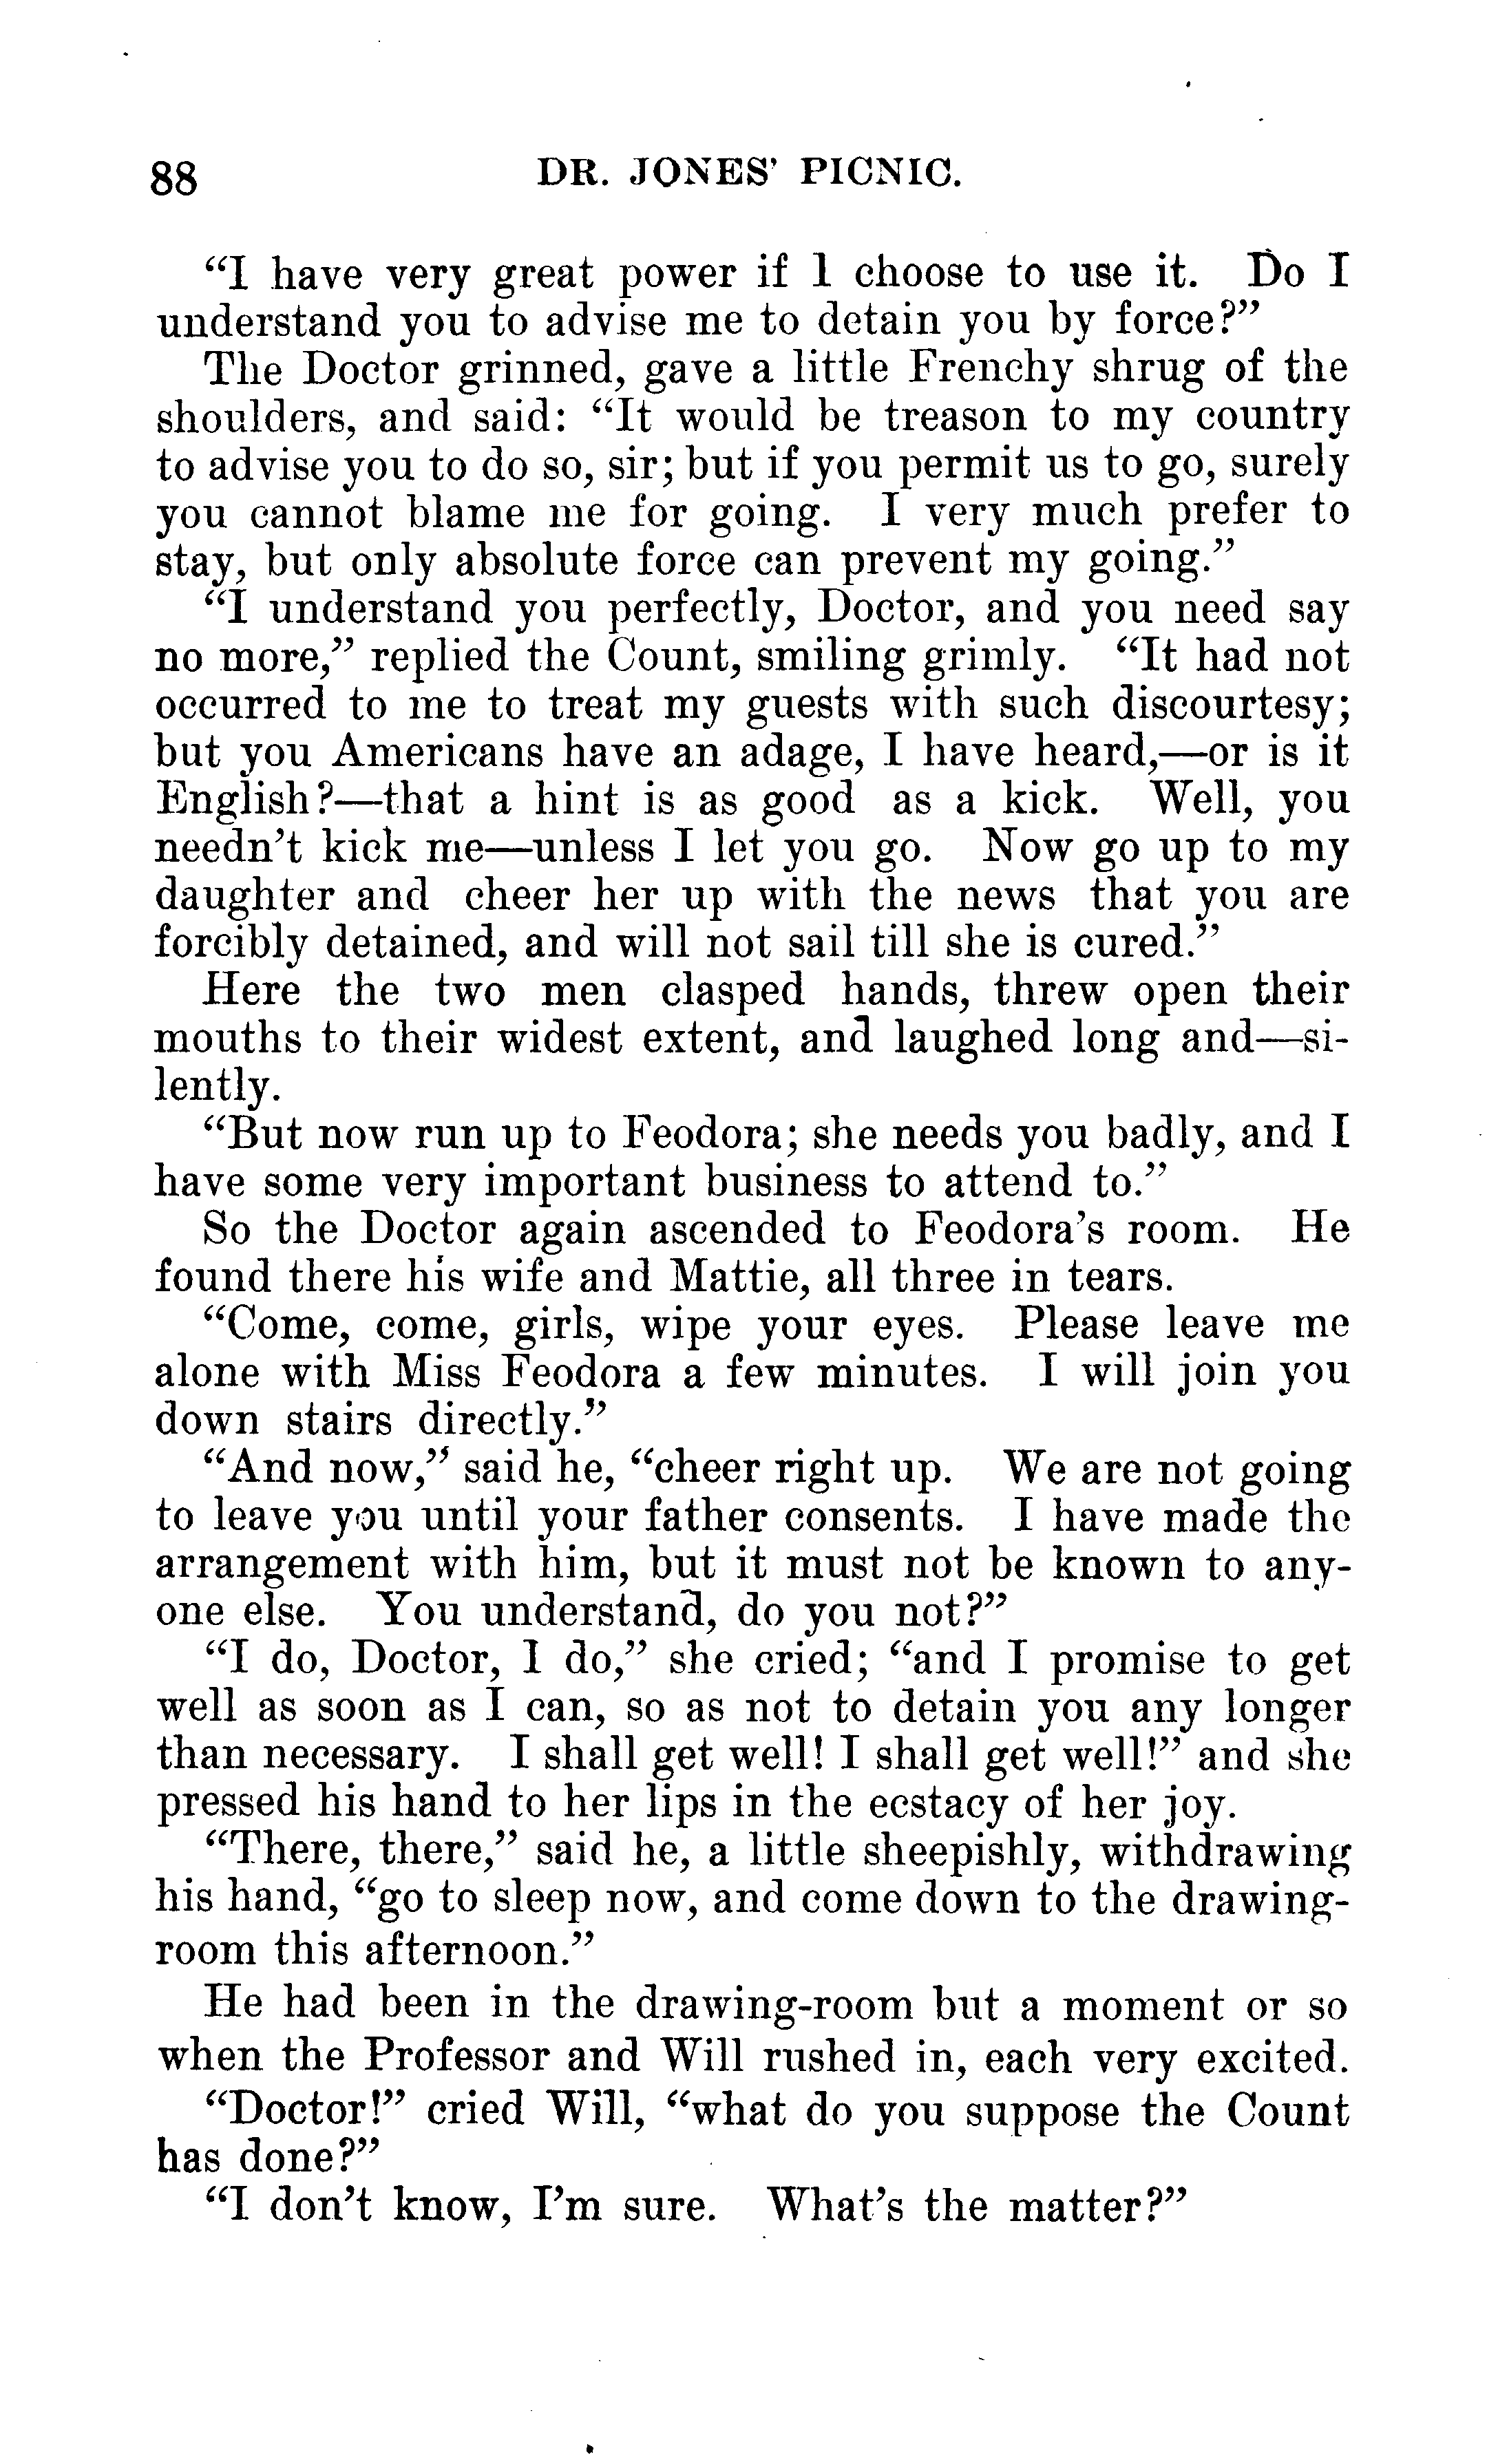 88 DR. JONES' PICNIC.
"I have very great power if I choose to use it. Do I
understand you to advise me to detain you by force?"
The Doctor grinned, gave a little Frenchy shrug of the
shoulders, and said: "It would be treason to my country
to advise you to do so, sir; but if you permit us to go, surely
you cannot blame me for going. I very much prefer to
stay, but only absolute force can prevent my going."
"I understand you perfectly, Doctor, and you need say
no more," replied the Count, smiling grimly. "It had not
occurred to me to treat my guests with such discourtesy;
but you Americans have an adage, I have heard,—or is it
English?—that a hint is as good as a kick. Well, you
needn't kick me—unless I let you go. Now go up to my
daughter and cheer her up with the news that you are
forcibly detained, and will not sail till she is cured."
Here the two men clasped hands, threw open their
mouths to their widest extent, and laughed long and—si-
lently.
"But now run up to Feodora; she needs you badly, and I
have some very important business to attend to."
So the Doctor again ascended to Feodora's room. He
found there his wife and Mattie, all three in tears.
"Come, come, girls, wipe your eyes. Please leave me
alone with Miss Feodora a few minutes. I will join you
down stairs directly."
"And now," said he, "cheer right up. We are not going
to leave you until your father consents. I have made the
arrangement with him, but it must not be known to any-
one else. You understand, do you not?"
"I do, Doctor, I do," she cried; "and I promise to get
well as soon as I can, so as not to detain you any longer
than necessary. I shall get well! I shall get well!" and she
pressed his hand to her lips in the ecstacy of her joy.
"There, there," said he, a little sheepishly, withdrawing
his hand, "go to sleep now, and come down to the drawing-
room this afternoon."
He had been in the drawing-room but a moment or so
when the Professor and Will rushed in, each very excited.
"Doctor!" cried Will, "what do you suppose the Count
has done?"
"I don't know, I'm sure. What's the matter?"